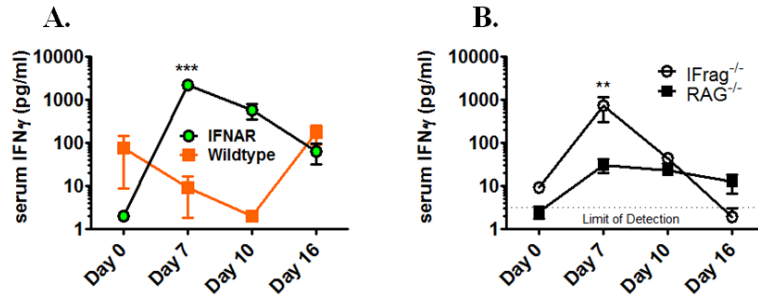 A.
serum IFNγ (pg/ml)
10000
1000
100
10
1
***
IFNAR
Wildtype
Day 0
Day 7
Day 10
Day 16
B.
serum IFNγ (pg/ml)
10000
1000
100
10
1
**
IFrag⁻/⁻
RAG⁻/⁻
Limit of Detection
Day 0
Day 7
Day 10
Day 16